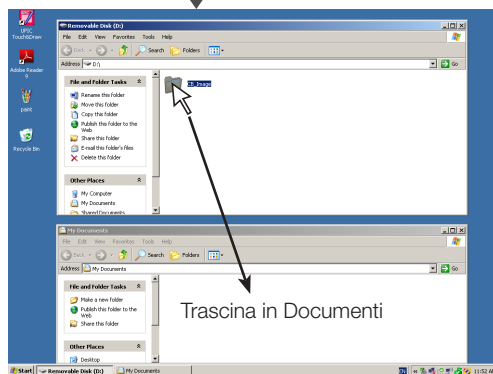 UPIC
Touch&Draw
Adobe Reader
9
paint
Recycle Bin
Removable Disk (D:)
File Edit View Favorites Tools Help
Back Search Folders
Address D:\ Go
File and Folder Tasks
Rename this folder
Move this folder
Copy this folder
Publish this folder to the
Web
Share this folder
E-mail this folder's files
Delete this folder
Other Places
My Computer
My Documents
Shared Documents
CB_Image
My Documents
File Edit View Favorites Tools Help
Back Search Folders
Address My Documents Go
File and Folder Tasks
Make a new folder
Publish this folder to the
Web
Share this folder
Other Places
Desktop
Trascina in Documenti
Start Removable Disk (D:) My Documents 11:52 AM